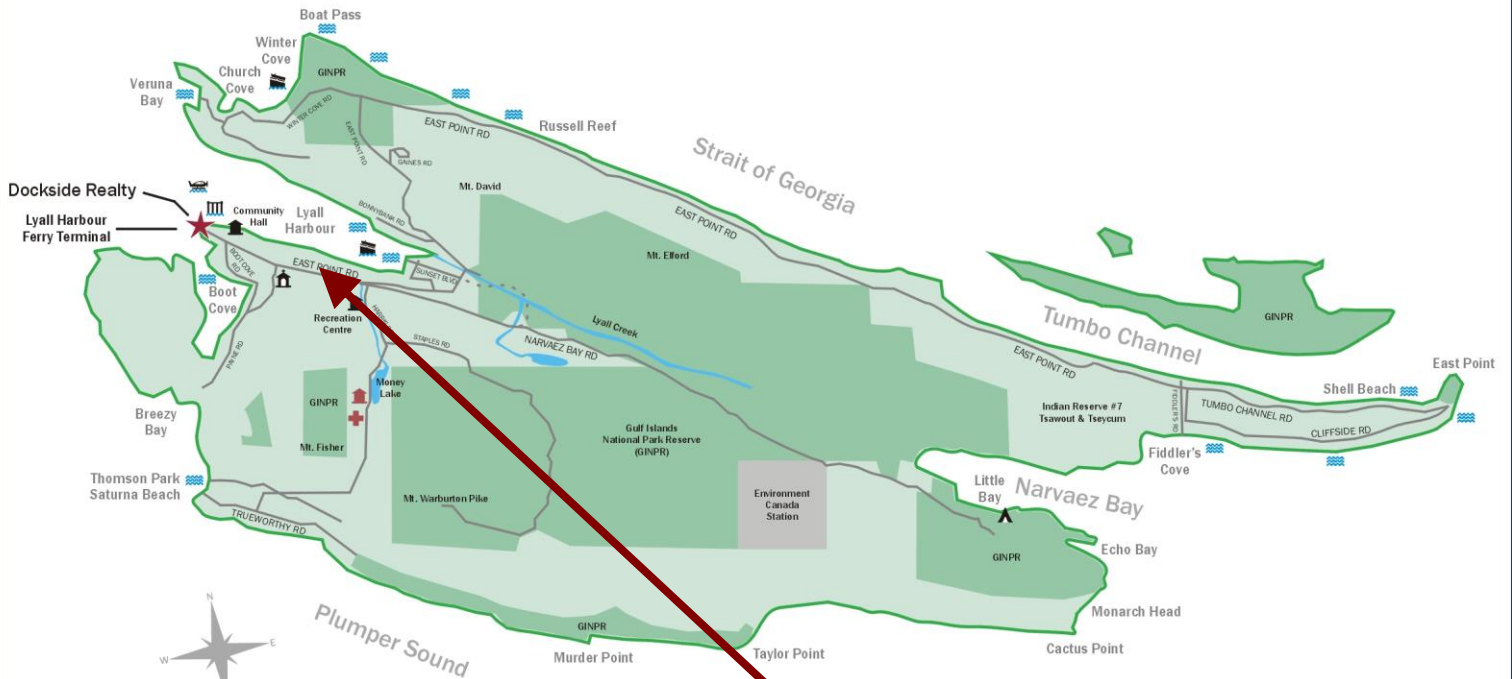 Boat Pass
Winter
Cove
Church
Cove
Veruna
Bay
GINPR
WINTER COVE RD
EAST POINT RD
EAST POINT RD
Russell Reef
Strait of Georgia
GAINES RD
Mt. David
BONNYBANK RD
Dockside Realty
Lyall Harbour
Ferry Terminal
Community
Hall
Lyall
Harbour
EAST POINT RD
Mt. Elford
BOOT COVE
RD
EAST POINT RD
SUNSET BLVD
Boot
Cove
Recreation
Centre
STAPLES RD
NARVAEZ BAY RD
Lyall Creek
Tumbo Channel
GINPR
EAST POINT RD
East Point
Shell Beach
PAYNE RD
Money
Lake
GINPR
Breezy
Bay
Mt. Fisher
Gulf Islands
National Park Reserve
(GINPR)
Indian Reserve #7
Tsawout & Tseycum
FIDDLER'S RD
TUMBO CHANNEL RD
CLIFFSIDE RD
Fiddler's
Cove
Thomson Park
Saturna Beach
Mt. Warburton Pike
Environment
Canada
Station
Little
Bay
Narvaez Bay
TRUEWORTHY RD
Echo Bay
GINPR
Monarch Head
N
W
E
Plumper Sound
GINPR
Murder Point
Taylor Point
Cactus Point